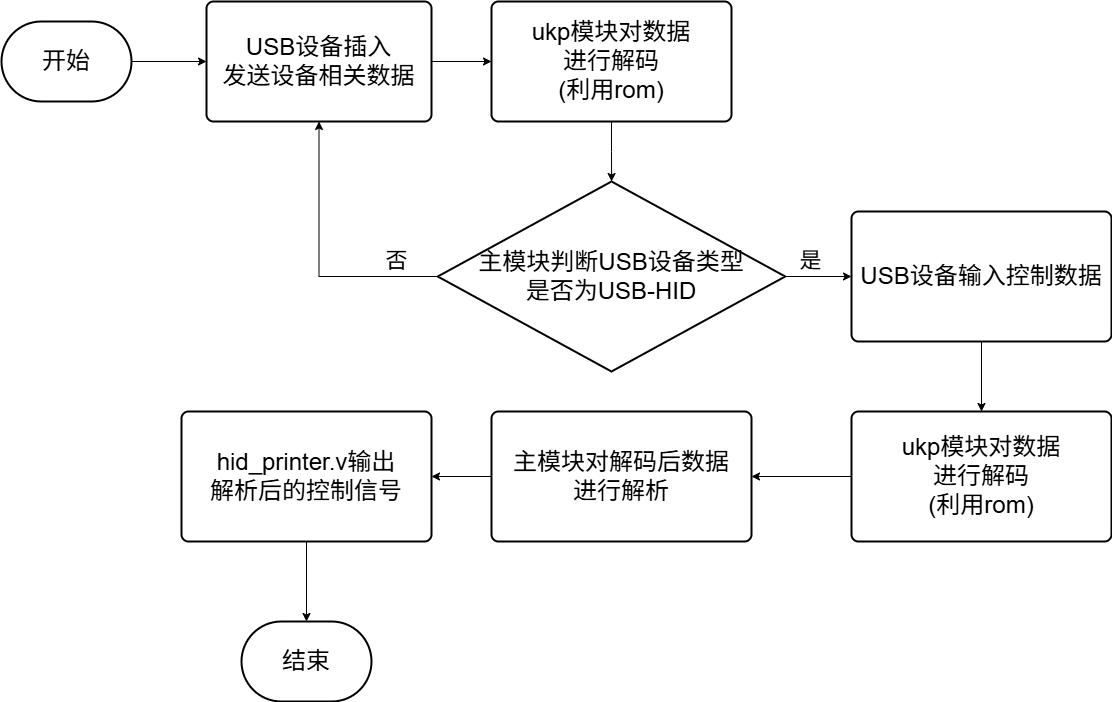 开始
USB设备插入
发送设备相关数据
ukp模块对数据
进行解码
(利用rom)
主模块判断USB设备类型
是否为USB-HID
否
是
USB设备输入控制数据
ukp模块对数据
进行解码
(利用rom)
主模块对解码后数据
进行解析
hid_printer.v输出
解析后的控制信号
结束